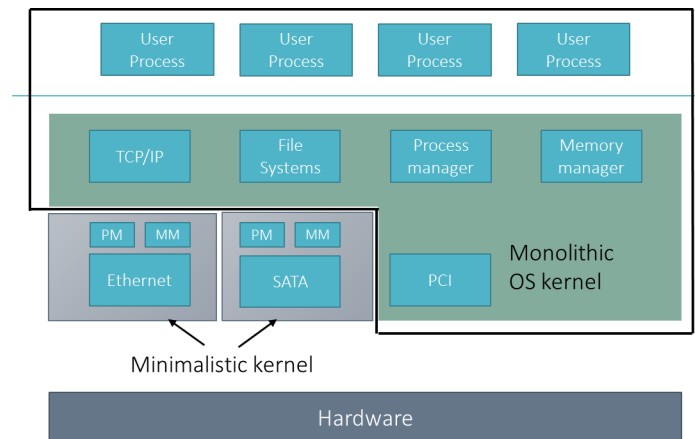 User Process
User Process
User Process
User Process
TCP/IP
File Systems
Process manager
Memory manager
PM
MM
PM
MM
Ethernet
SATA
PCI
Monolithic
OS kernel
Minimalistic kernel
Hardware